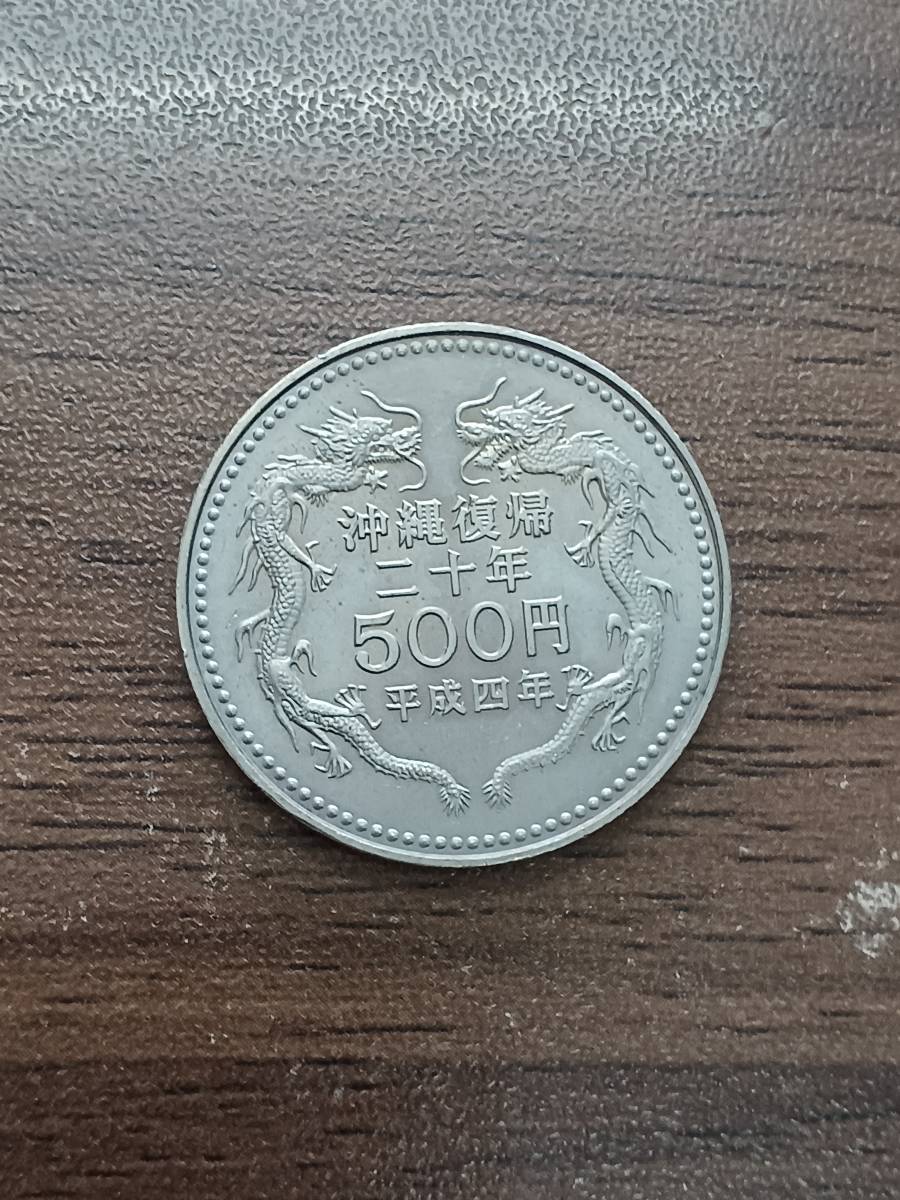 沖縄復帰
二十年
500円
平成四年